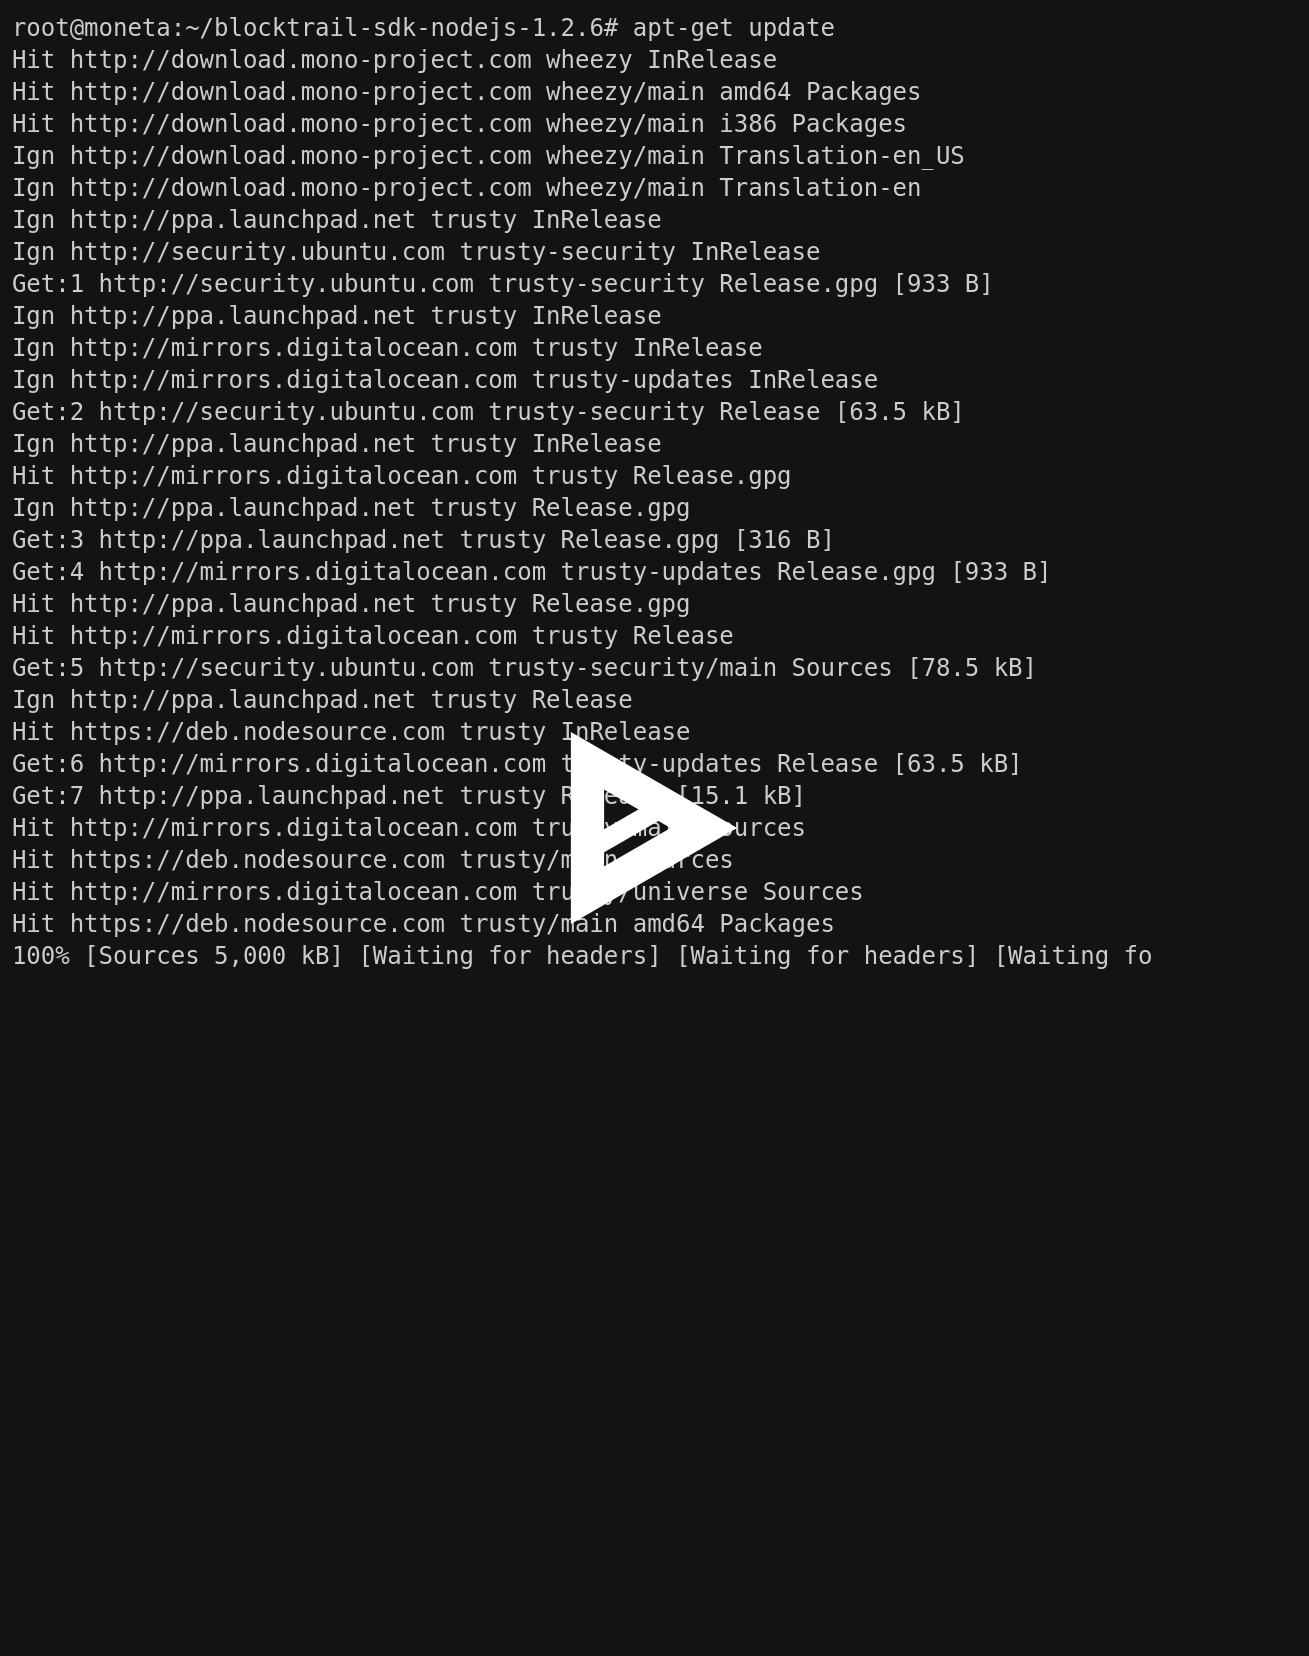 root@moneta:~/blocktrail-sdk-nodejs-1.2.6# apt-get update
Hit http://download.mono-project.com wheezy InRelease
Hit http://download.mono-project.com wheezy/main amd64 Packages
Hit http://download.mono-project.com wheezy/main i386 Packages
Ign http://download.mono-project.com wheezy/main Translation-en_US
Ign http://download.mono-project.com wheezy/main Translation-en
Ign http://ppa.launchpad.net trusty InRelease
Ign http://security.ubuntu.com trusty-security InRelease
Get:1 http://security.ubuntu.com trusty-security Release.gpg [933 B]
Ign http://ppa.launchpad.net trusty InRelease
Ign http://mirrors.digitalocean.com trusty InRelease
Ign http://mirrors.digitalocean.com trusty-updates InRelease
Get:2 http://security.ubuntu.com trusty-security Release [63.5 kB]
Ign http://ppa.launchpad.net trusty InRelease
Hit http://mirrors.digitalocean.com trusty Release.gpg
Ign http://ppa.launchpad.net trusty Release.gpg
Get:3 http://ppa.launchpad.net trusty Release.gpg [316 B]
Get:4 http://mirrors.digitalocean.com trusty-updates Release.gpg [933 B]
Hit http://ppa.launchpad.net trusty Release.gpg
Hit http://mirrors.digitalocean.com trusty Release
Get:5 http://security.ubuntu.com trusty-security/main Sources [78.5 kB]
Ign http://ppa.launchpad.net trusty Release
Hit https://deb.nodesource.com trusty InRelease
Get:6 http://mirrors.digitalocean.com trusty-updates Release [63.5 kB]
Get:7 http://ppa.launchpad.net trusty Release [15.1 kB]
Hit http://mirrors.digitalocean.com trusty/main Sources
Hit https://deb.nodesource.com trusty/main Sources
Hit http://mirrors.digitalocean.com trusty/universe Sources
Hit https://deb.nodesource.com trusty/main amd64 Packages
100% [Sources 5,000 kB] [Waiting for headers] [Waiting for headers] [Waiting fo